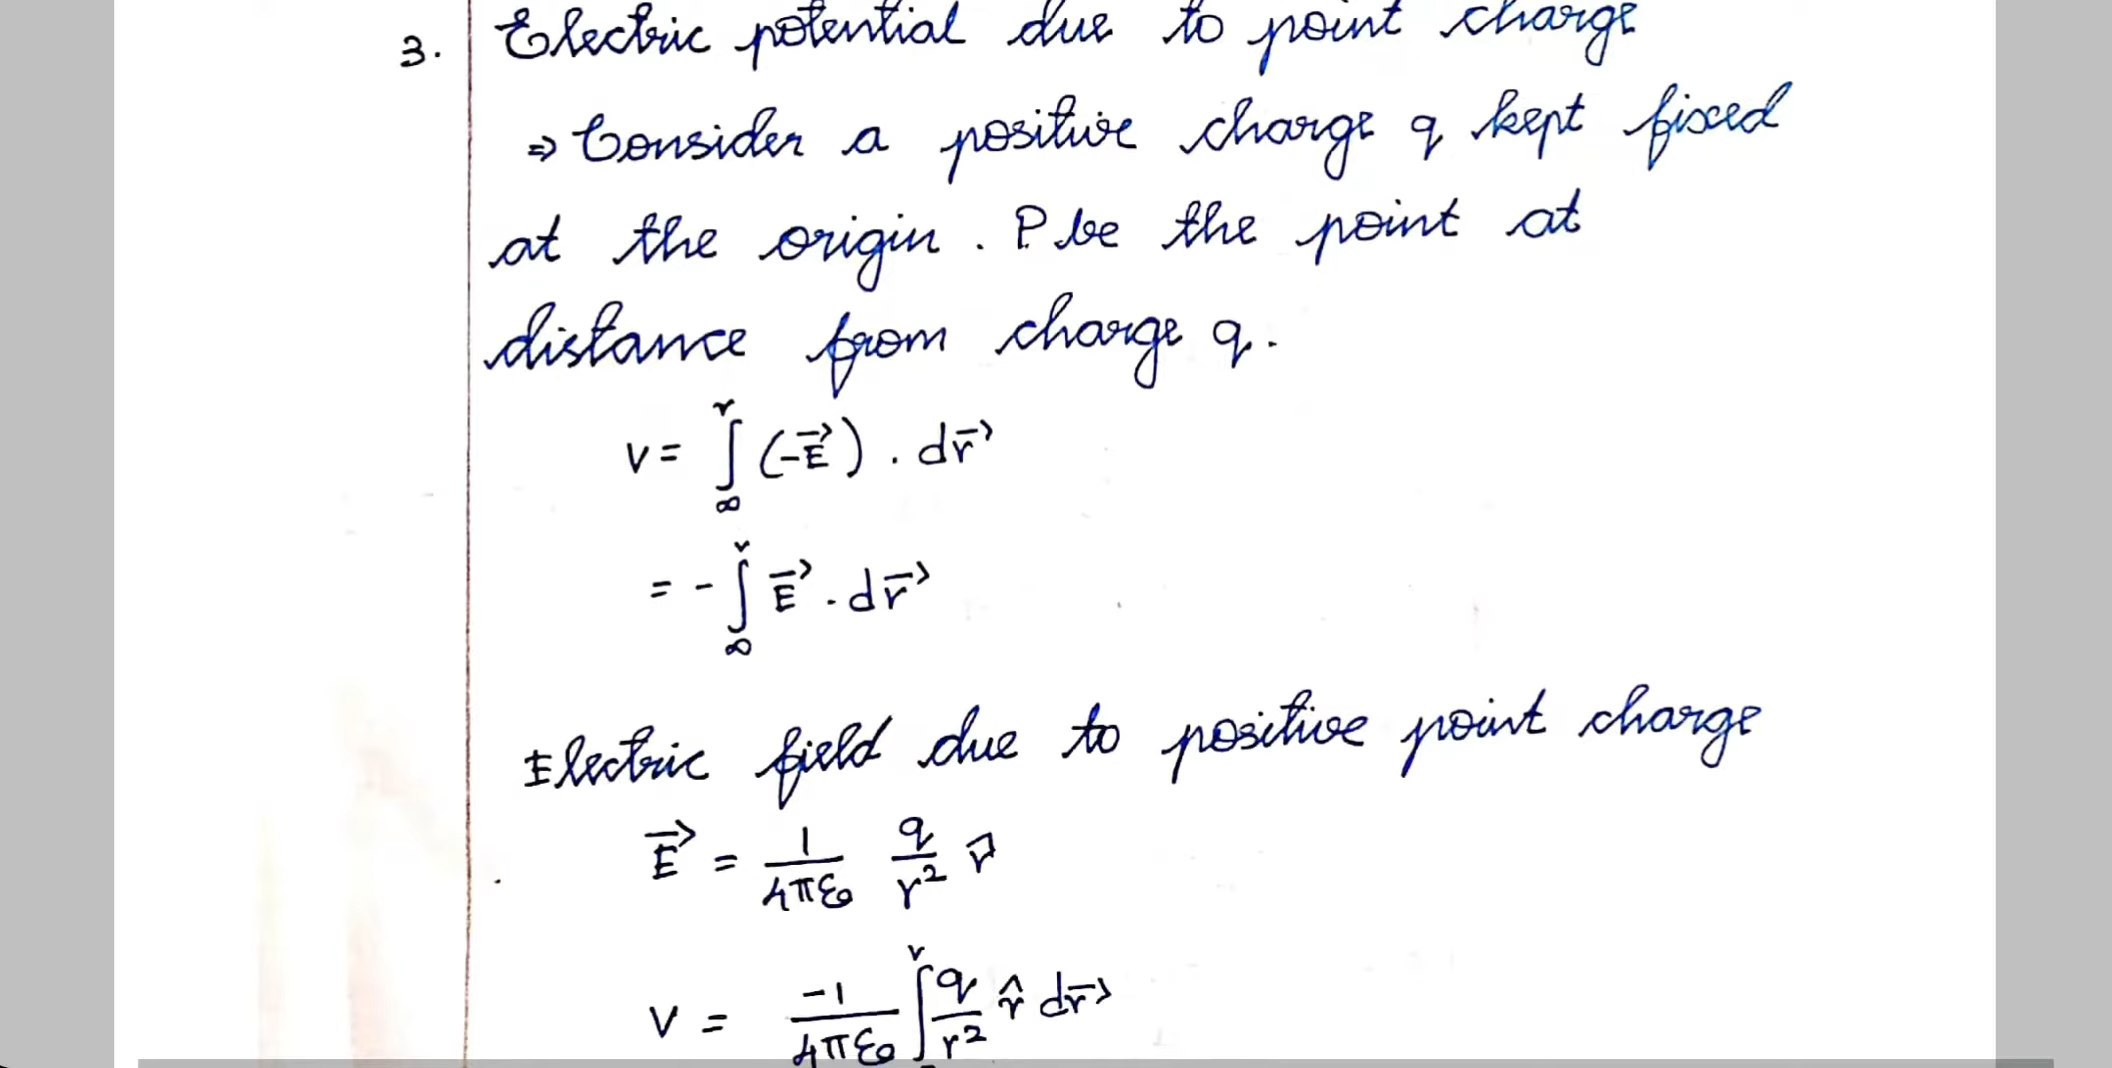 3. Electric potential due to point charge
⇒ Consider a positive charge q kept fixed
at the origin. P be the point at
distance from charge q.
V = ∫_∞^r (-E⃗) . dr⃗
= - ∫_∞^r E⃗ . dr⃗
Electric field due to positive point charge
E⃗ = 1/4πε₀ q/r² r̂
V = -1/4πε₀ ∫^r q/r² r̂ dr⃗